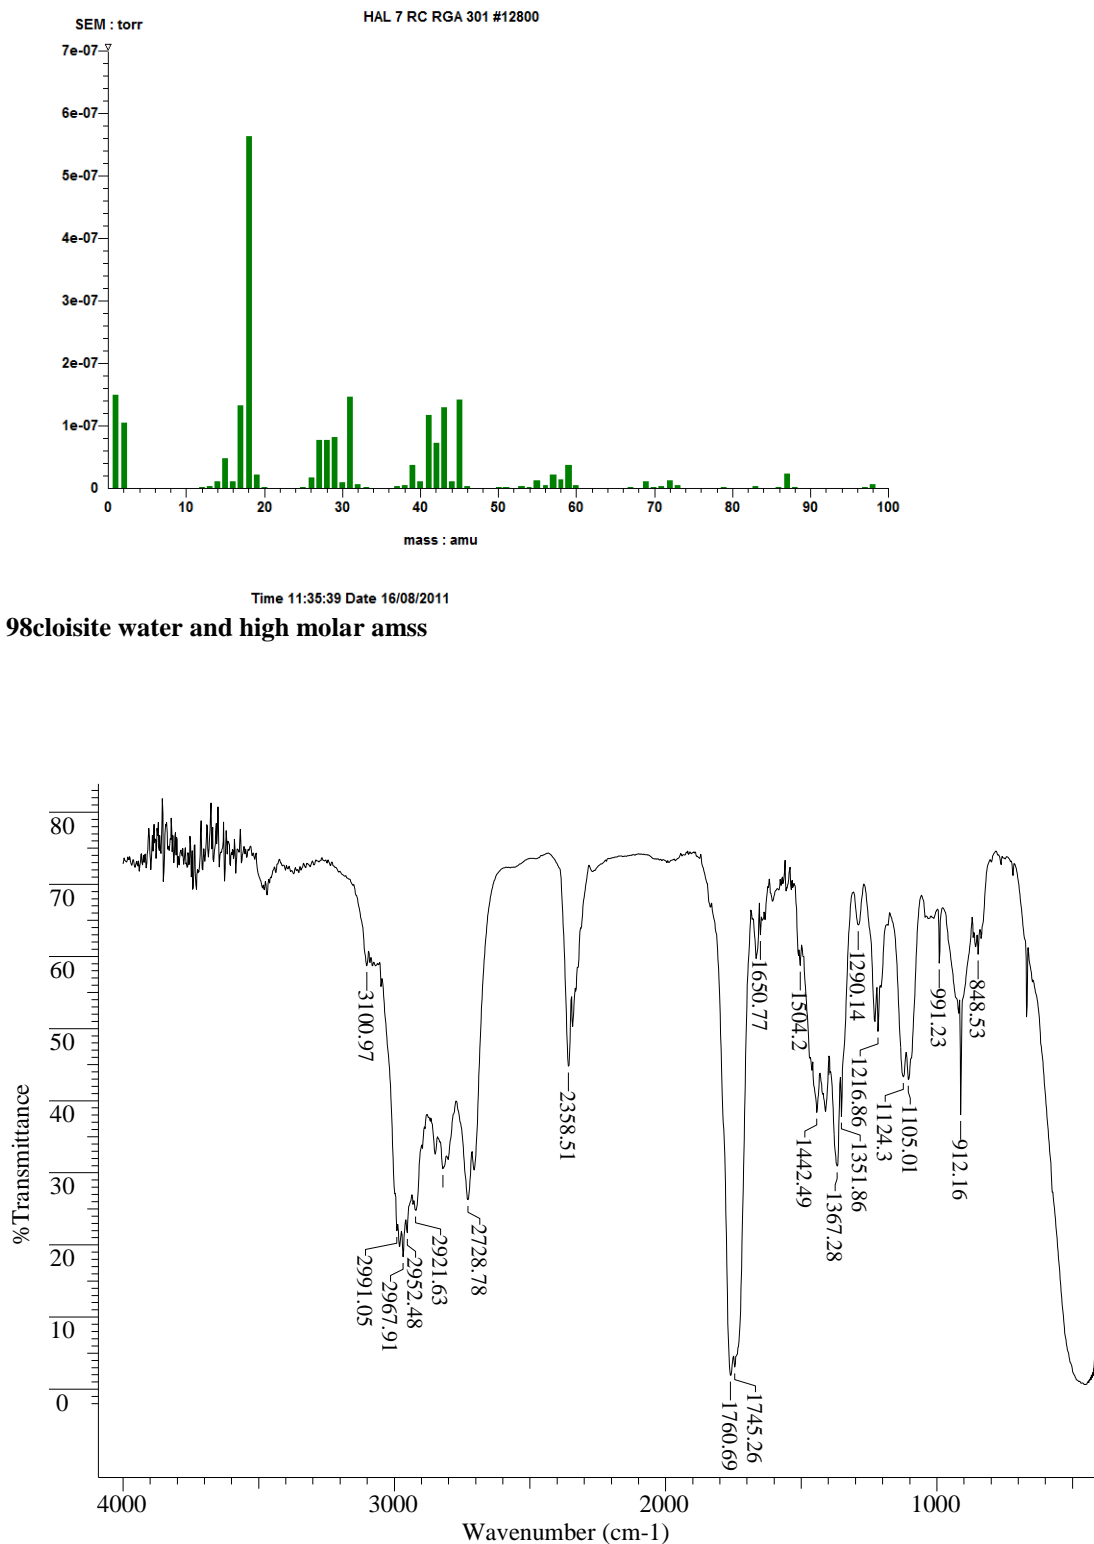 HAL 7 RC RGA 301 #12800
SEM : torr
7e-07
6e-07
5e-07
4e-07
3e-07
2e-07
1e-07
0
0 10 20 30 40 50 60 70 80 90 100
mass : amu
Time 11:35:39 Date 16/08/2011
98cloisite water and high molar amss
80
70
60
50
40
30
20
10
0
%Transmittance
3100.97
2991.05
2967.91
2952.48
2921.63
2728.78
2358.51
1760.69
1745.26
1650.77
1504.2
1442.49
1367.28
1351.86
1290.14
1216.86
1124.3
1105.01
991.23
912.16
848.53
4000 3000 2000 1000
Wavenumber (cm-1)